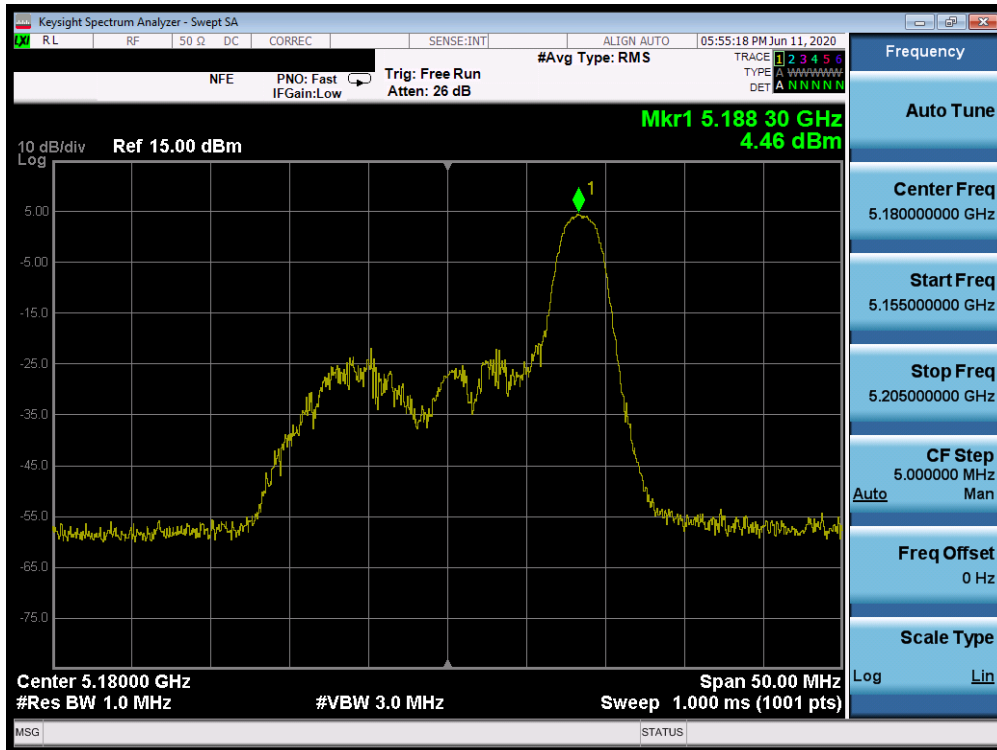 Keysight Spectrum Analyzer - Swept SA
LXI RL RF 50 Ω DC CORREC SENSE:INT ALIGN AUTO 05:55:18 PM Jun 11, 2020
NFE PNO: Fast Trig: Free Run #Avg Type: RMS TRACE 1 2 3 4 5 6
IFGain:Low Atten: 26 dB TYPE A WWWWW
DET A N N N N N
Mkr1 5.188 30 GHz
4.46 dBm
10 dB/div Ref 15.00 dBm
Log
1
5.00
-5.00
-15.0
-25.0
-35.0
-45.0
-55.0
-65.0
-75.0
Center 5.18000 GHz Span 50.00 MHz
#Res BW 1.0 MHz #VBW 3.0 MHz Sweep 1.000 ms (1001 pts)
MSG STATUS
Frequency
Auto Tune
Center Freq
5.180000000 GHz
Start Freq
5.155000000 GHz
Stop Freq
5.205000000 GHz
CF Step
5.000000 MHz
Auto Man
Freq Offset
0 Hz
Scale Type
Log Lin